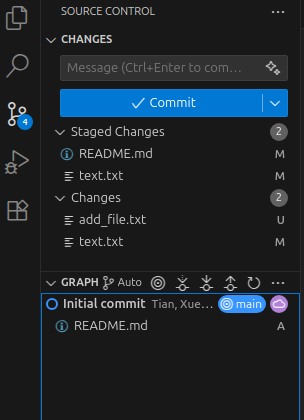 SOURCE CONTROL
CHANGES
Message (Ctrl+Enter to com…
Commit
Staged Changes 2
README.md M
text.txt M
4
Changes 2
add_file.txt U
text.txt M
GRAPH Auto
Initial commit Tian, Xue… main
README.md A